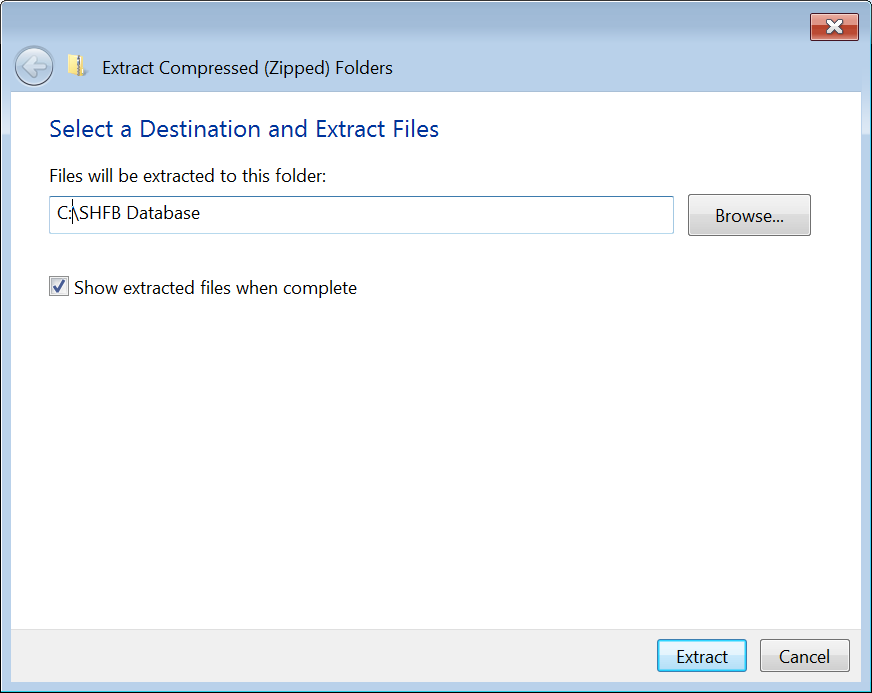 Extract Compressed (Zipped) Folders
Select a Destination and Extract Files
Files will be extracted to this folder:
C:\SHFB Database
Browse...
Show extracted files when complete
Extract
Cancel